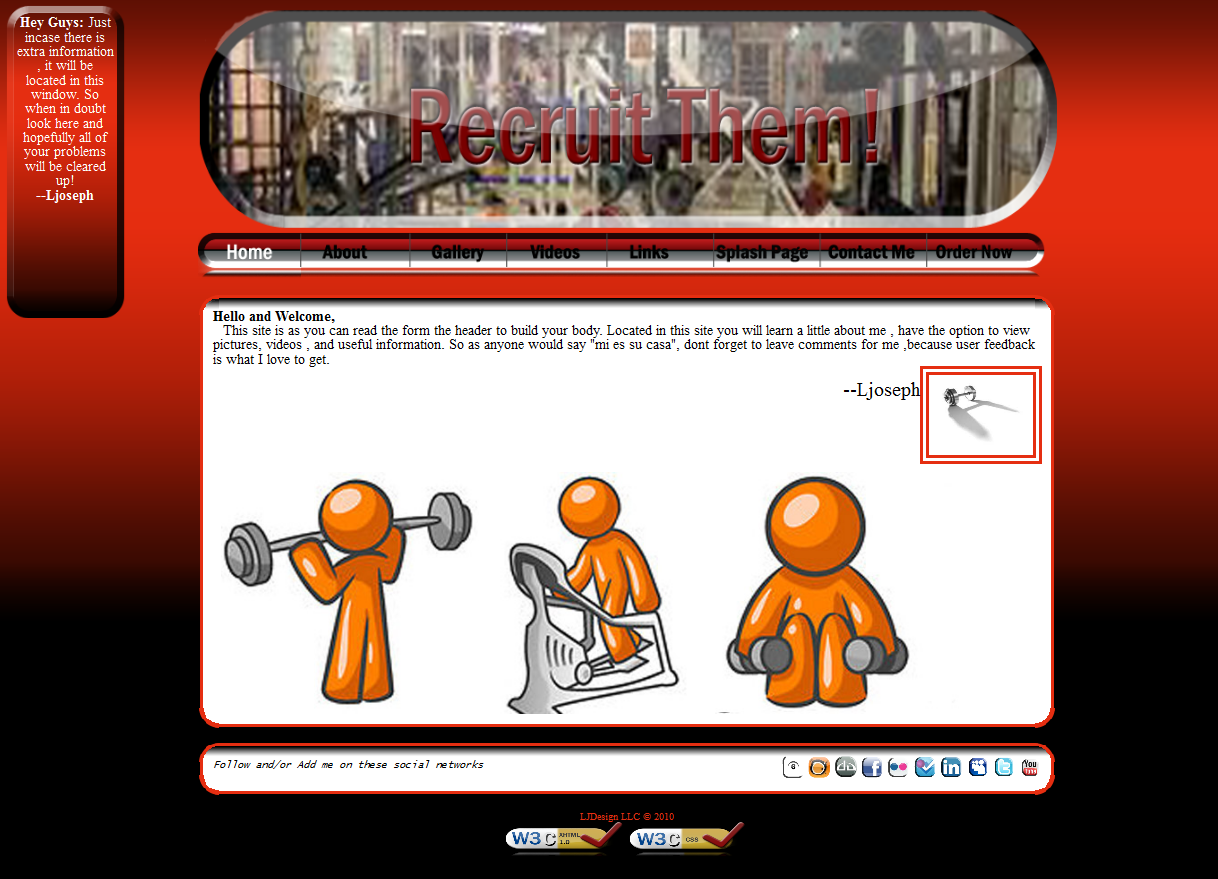 Hey Guys: Just
incase there is
extra information
, it will be
located in this
window. So
when in doubt
look here and
hopefully all of
your problems
will be cleared
up!
--Ljoseph
Recruit Them!
Home About Gallery Videos Links Splash Page Contact Me Order Now
Hello and Welcome,
This site is as you can read the form the header to build your body. Located in this site you will learn a little about me , have the option to view
pictures, videos , and useful information. So as anyone would say "mi es su casa", dont forget to leave comments for me ,because user feedback
is what I love to get.
--Ljoseph
Follow and/or Add me on these social networks
f in You
LJDesign LLC © 2010
W3C XHTML 1.0 W3C CSS